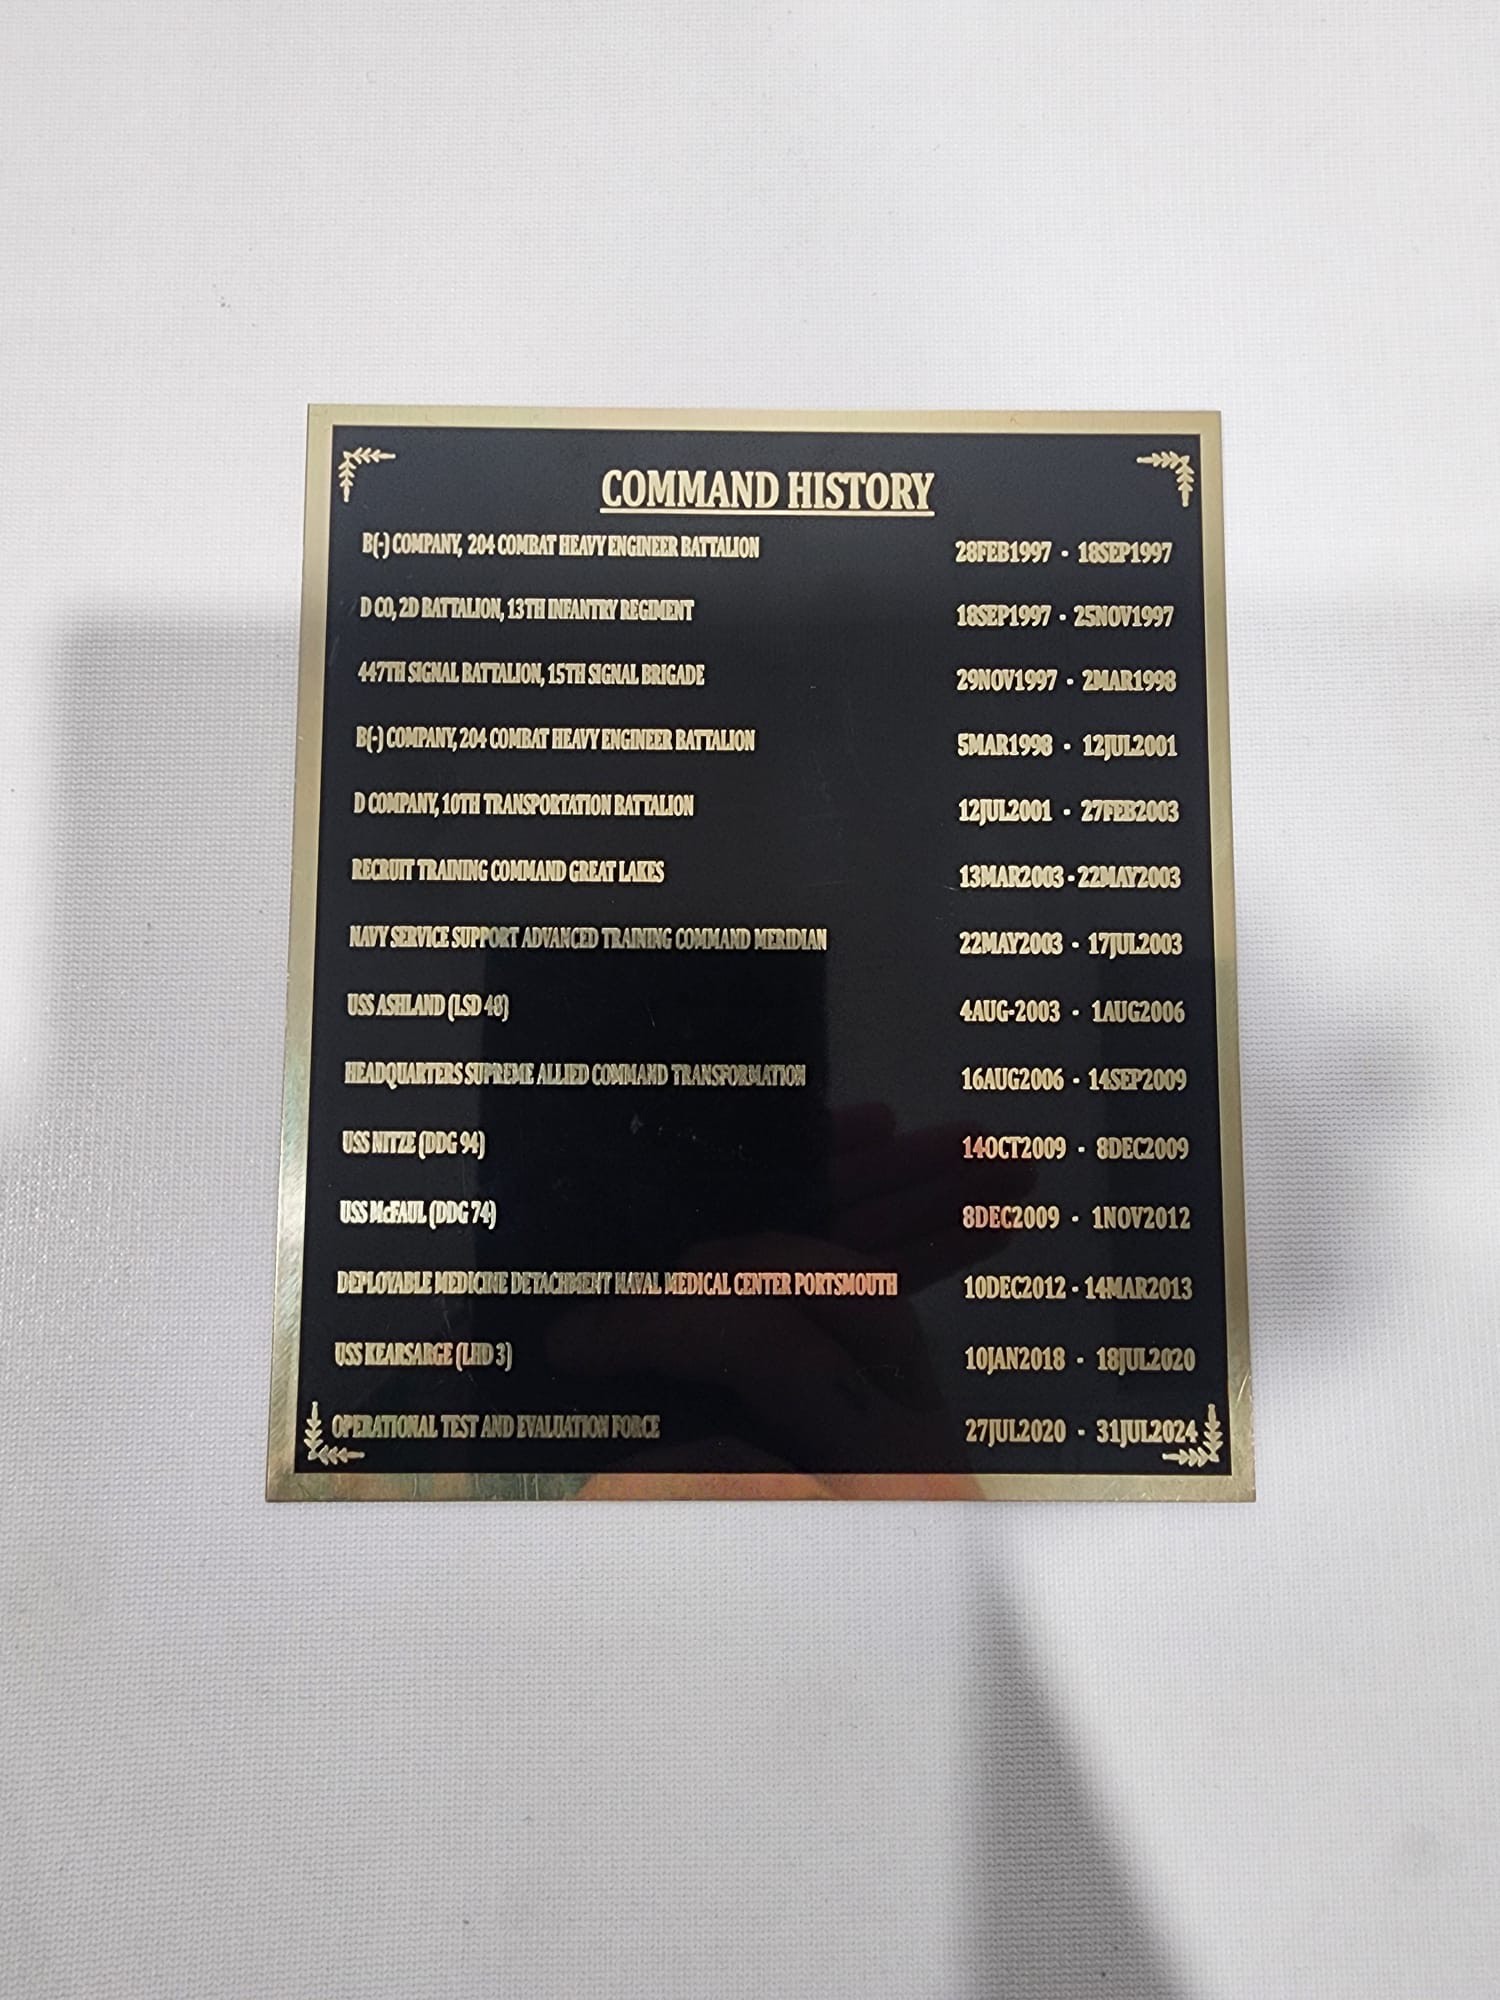 COMMAND HISTORY
B(-) COMPANY, 204 COMBAT HEAVY ENGINEER BATTALION 28FEB1997 - 18SEP1997
D CO, 2D BATTALION, 13TH INFANTRY REGIMENT 18SEP1997 - 25NOV1997
447TH SIGNAL BATTALION, 15TH SIGNAL BRIGADE 29NOV1997 - 2MAR1998
B(-) COMPANY, 204 COMBAT HEAVY ENGINEER BATTALION 5MAR1998 - 12JUL2001
D COMPANY, 10TH TRANSPORTATION BATTALION 12JUL2001 - 27FEB2003
RECRUIT TRAINING COMMAND GREAT LAKES 13MAR2003 - 22MAY2003
NAVY SERVICE SUPPORT ADVANCED TRAINING COMMAND MERIDIAN 22MAY2003 - 17JUL2003
USS ASHLAND (LSD 48) 4AUG-2003 - 1AUG2006
HEADQUARTERS SUPREME ALLIED COMMAND TRANSFORMATION 16AUG2006 - 14SEP2009
USS NITZE (DDG 94) 14OCT2009 - 8DEC2009
USS McFAUL (DDG 74) 8DEC2009 - 1NOV2012
DEPLOYABLE MEDICINE DETACHMENT NAVAL MEDICAL CENTER PORTSMOUTH 10DEC2012 - 14MAR2013
USS KEARSARGE (LHD 3) 10JAN2018 - 18JUL2020
OPERATIONAL TEST AND EVALUATION FORCE 27JUL2020 - 31JUL2024